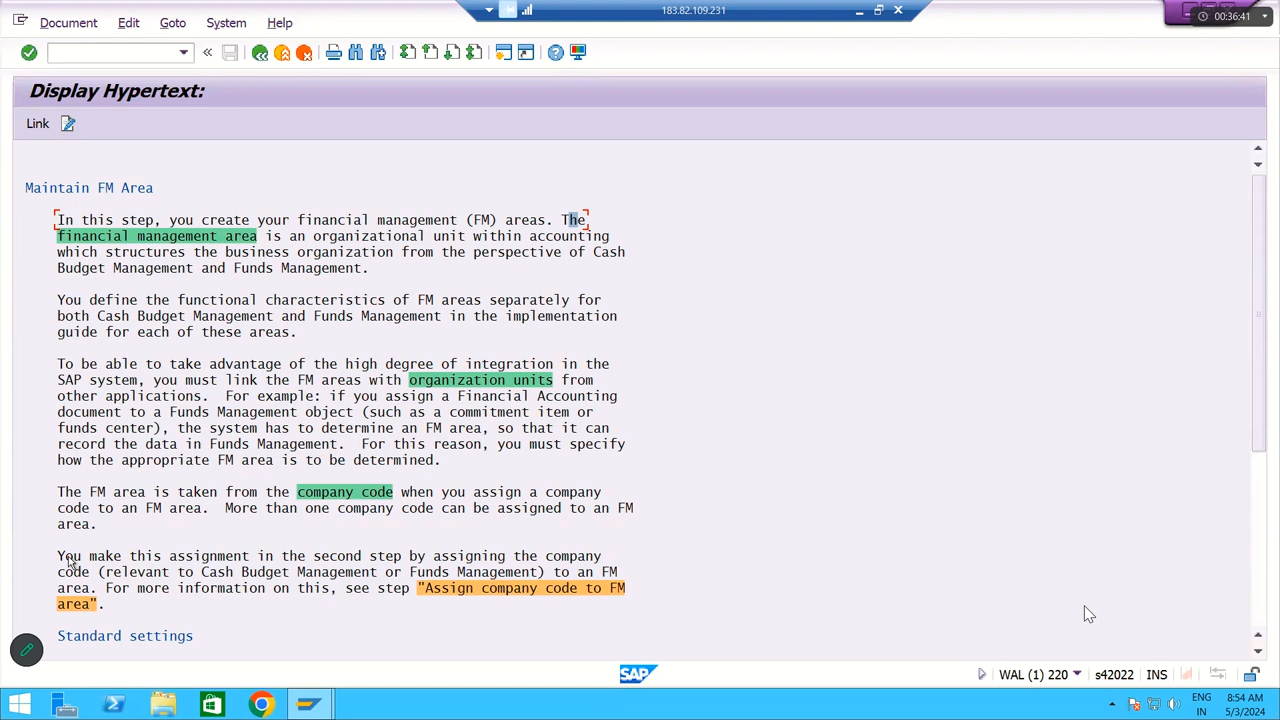 Document Edit Goto System Help
183.82.109.231
00:36:41
Display Hypertext:
Link
Maintain FM Area
In this step, you create your financial management (FM) areas. The
financial management area is an organizational unit within accounting
which structures the business organization from the perspective of Cash
Budget Management and Funds Management.
You define the functional characteristics of FM areas separately for
both Cash Budget Management and Funds Management in the implementation
guide for each of these areas.
To be able to take advantage of the high degree of integration in the
SAP system, you must link the FM areas with organization units from
other applications. For example: if you assign a Financial Accounting
document to a Funds Management object (such as a commitment item or
funds center), the system has to determine an FM area, so that it can
record the data in Funds Management. For this reason, you must specify
how the appropriate FM area is to be determined.
The FM area is taken from the company code when you assign a company
code to an FM area. More than one company code can be assigned to an FM
area.
You make this assignment in the second step by assigning the company
code (relevant to Cash Budget Management or Funds Management) to an FM
area. For more information on this, see step "Assign company code to FM
area".
Standard settings
SAP
WAL (1) 220 s42022 INS
ENG 8:54 AM
IN 5/3/2024